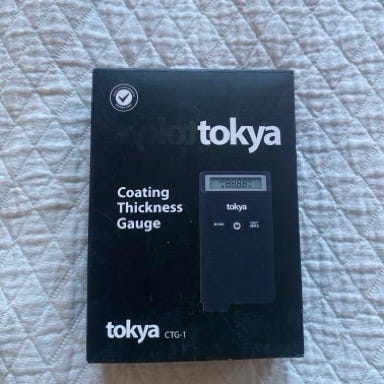 tokya
Coating
Thickness
Gauge
tokya
tokya CTG-1